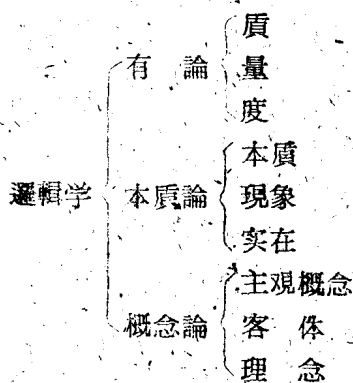 質
有論 量
度
本質
邏輯学 本质論 現象
实在
主观概念
概念論 客体
理念